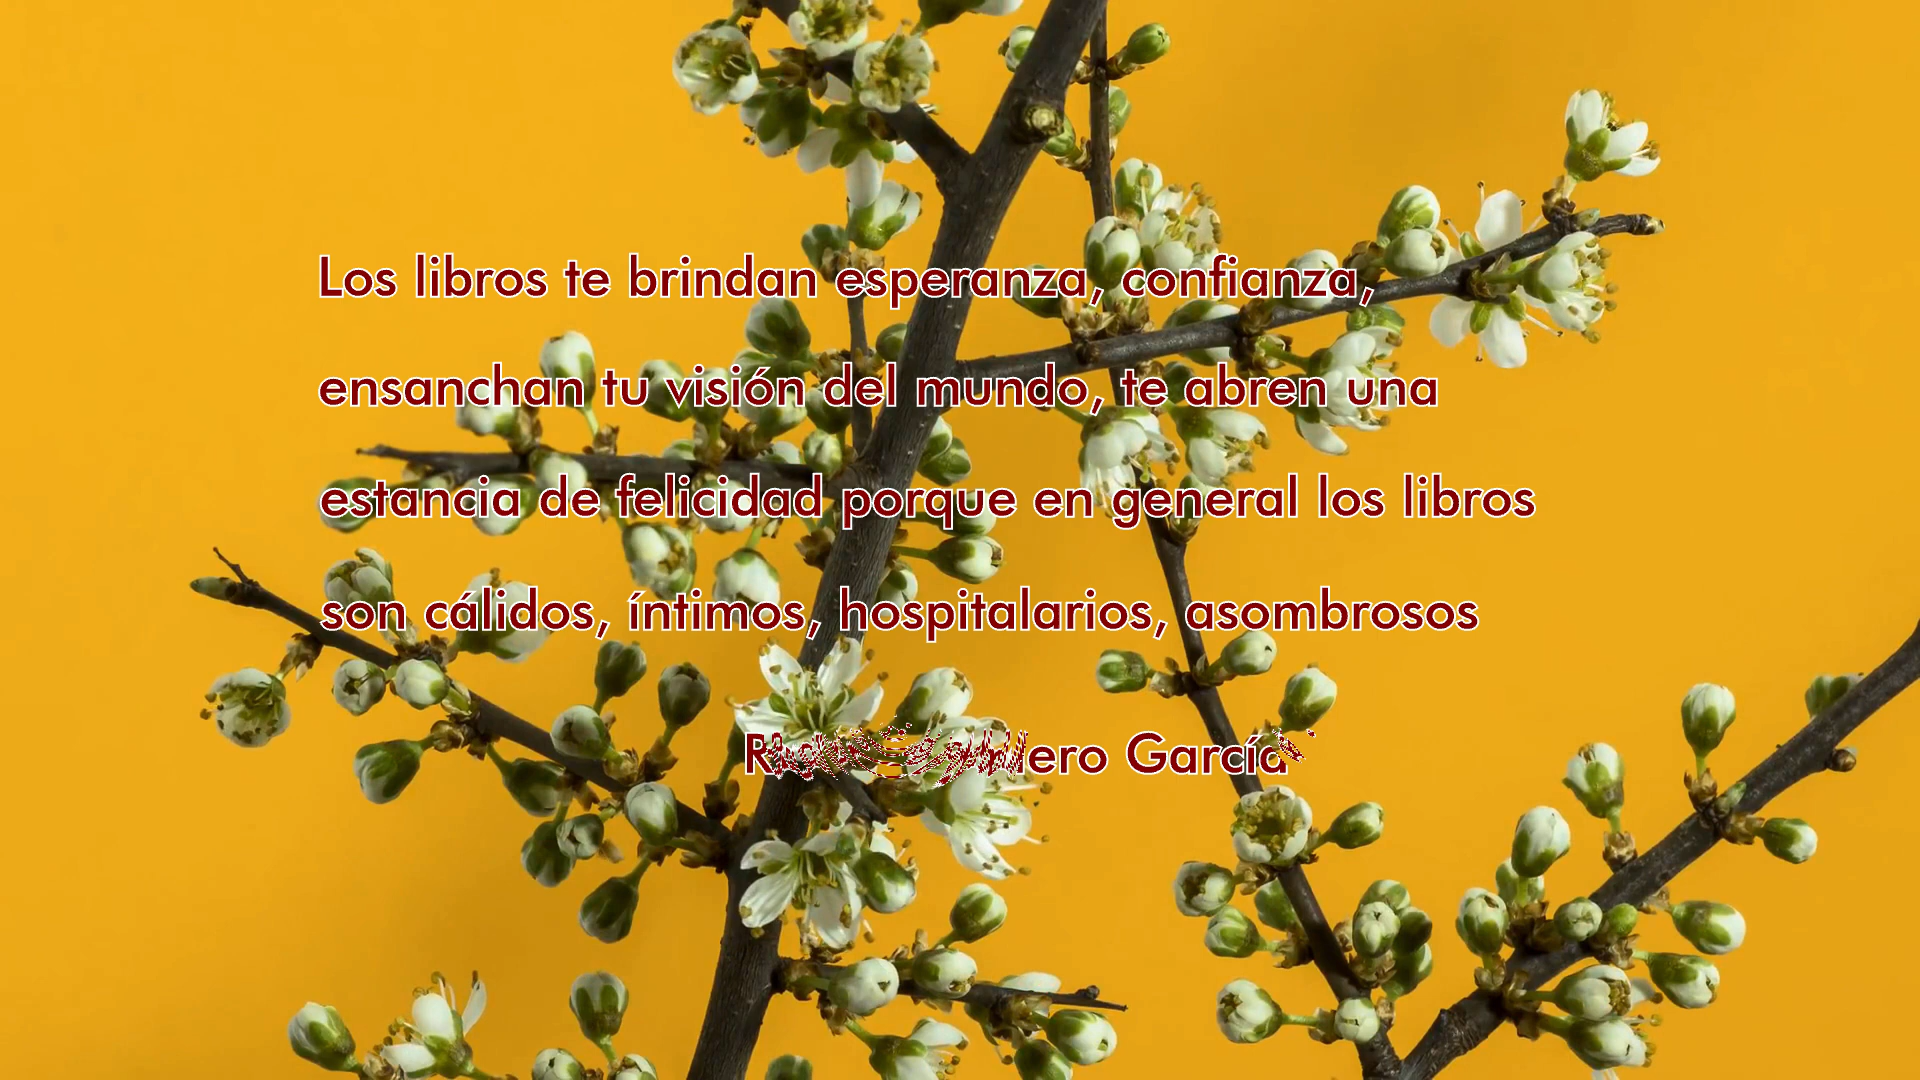 Los libros te brindan esperanza, confianza,
ensanchan tu visión del mundo, te abren una
estancia de felicidad porque en general los libros
son cálidos, íntimos, hospitalarios, asombrosos
García